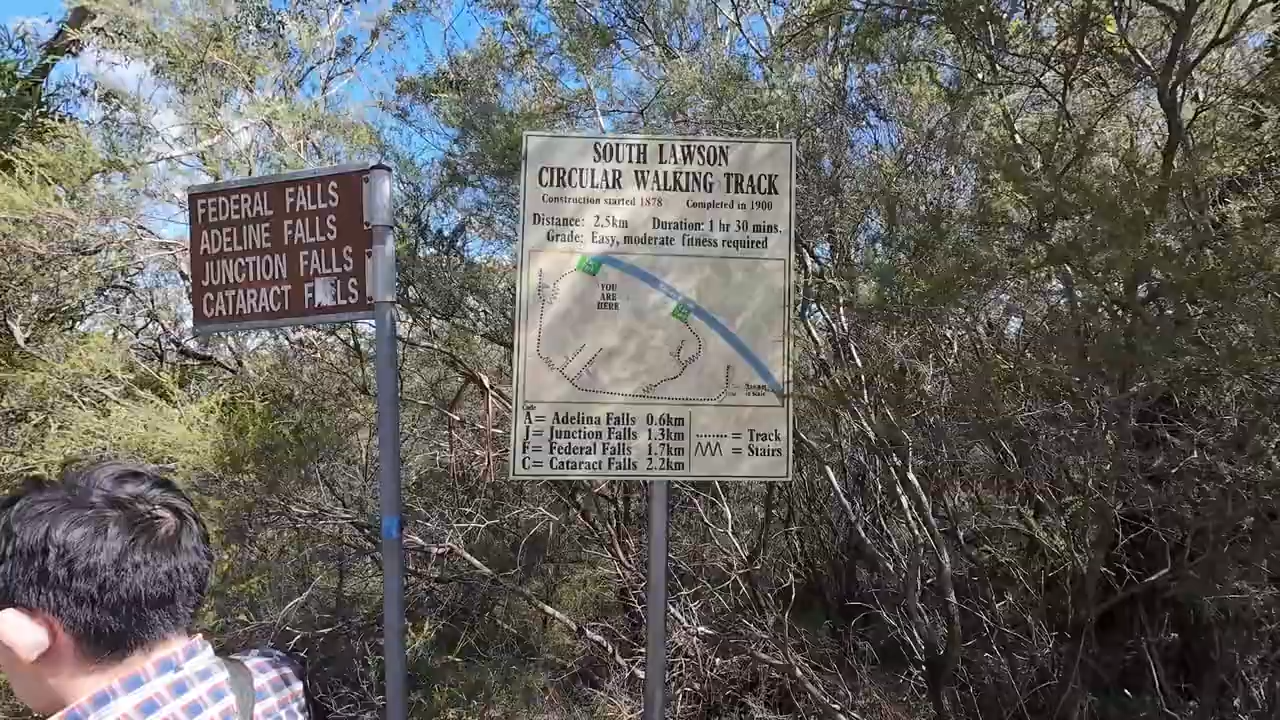 FEDERAL FALLS
ADELINE FALLS
JUNCTION FALLS
CATARACT FALLS
SOUTH LAWSON
CIRCULAR WALKING TRACK
Construction started 1878 Completed in 1900
Distance: 2.5km Duration: 1 hr 30 mins.
Grade: Easy, moderate fitness required
YOU
ARE
HERE
Code
A= Adelina Falls 0.6km
J= Junction Falls 1.3km
F= Federal Falls 1.7km
C= Cataract Falls 2.2km
= Track
= Stairs